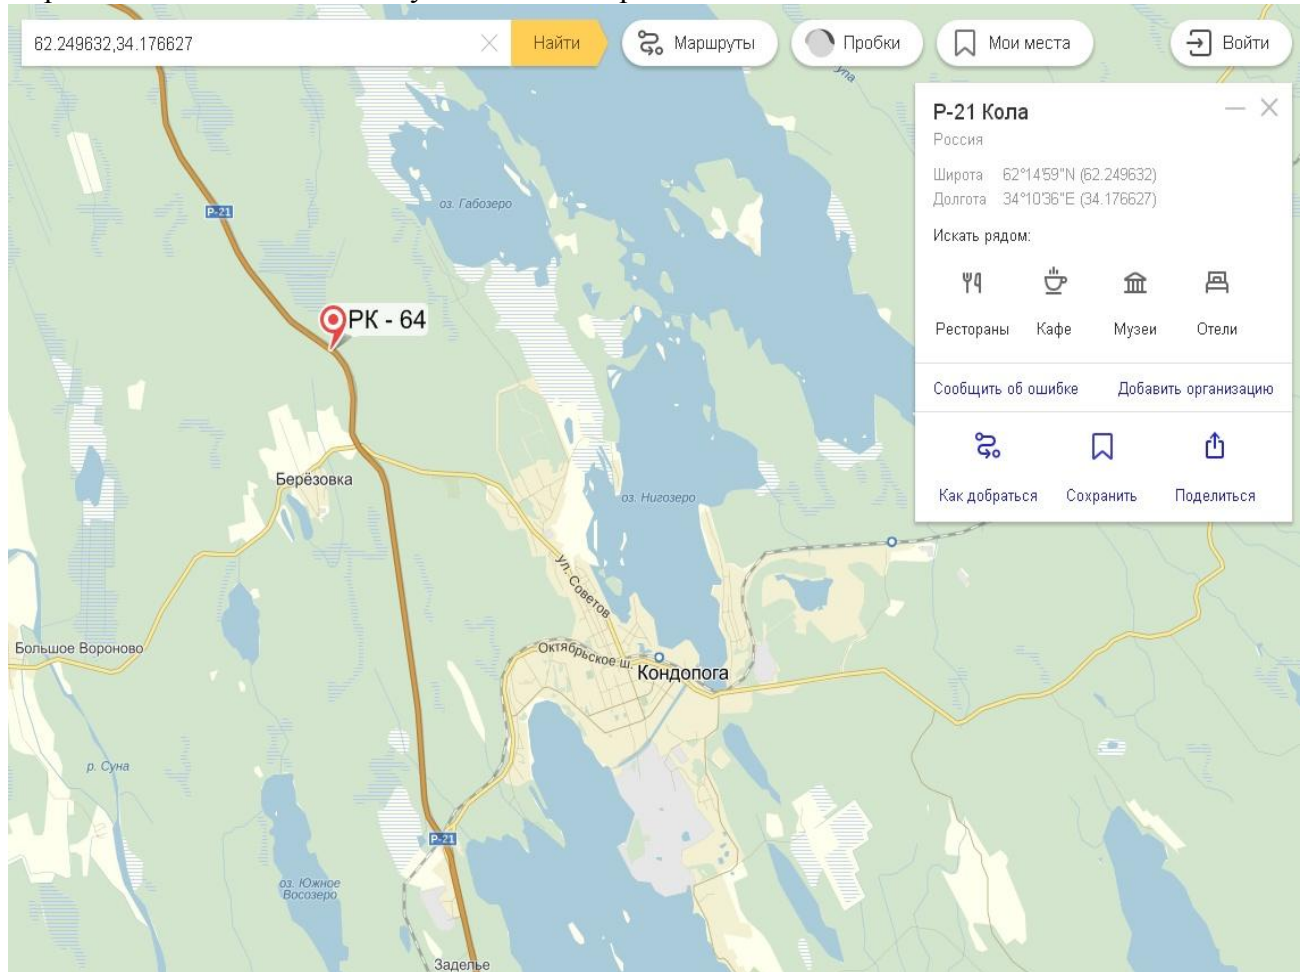 62.249632,34.176627
Найти
Маршруты
Пробки
Мои места
Войти
Р-21 Кола
Россия
Широта 62°14'59"N (62.249632)
Долгота 34°10'36"E (34.176627)
Искать рядом:
Рестораны
Кафе
Музеи
Отели
Сообщить об ошибке
Добавить организацию
Как добраться
Сохранить
Поделиться
упа
Р-21
оз. Габозеро
РК - 64
Берёзовка
оз. Нигозеро
ул. Советов
Большое Вороново
Октябрьское ш.
Кондопога
р. Суна
Р-21
оз. Южное
Восозеро
Заделье